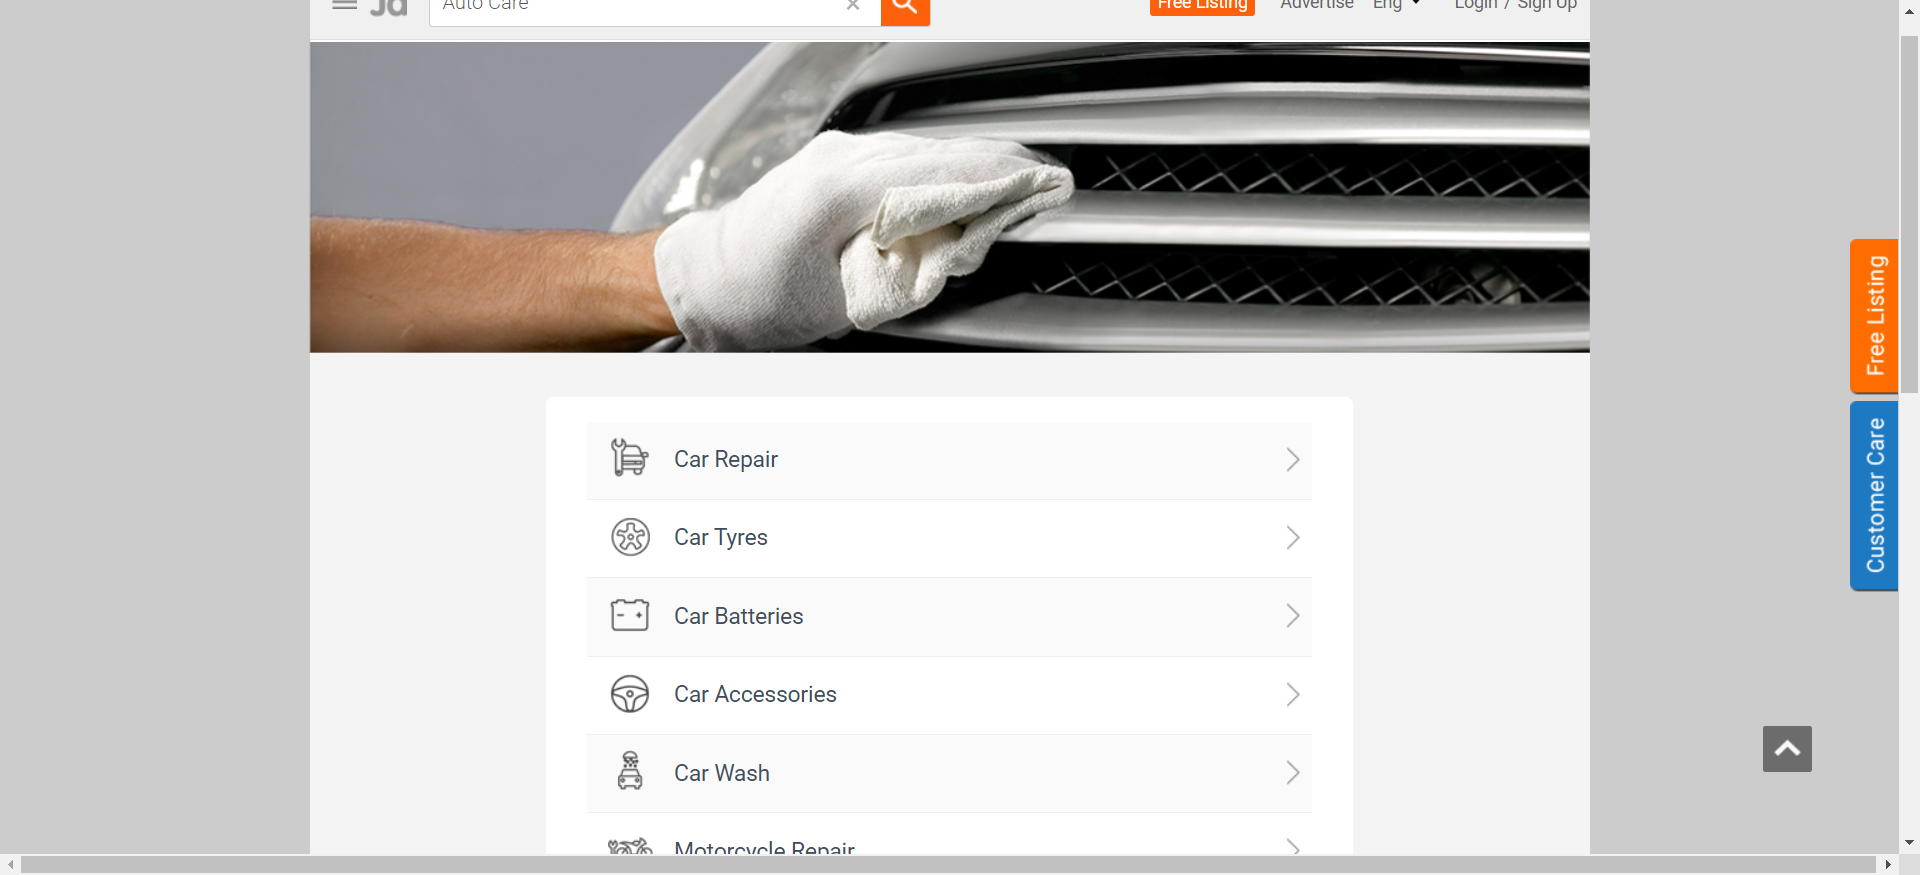 Jd
Auto Care
Free Listing
Advertise
Eng
Login / Sign Up
Free Listing
Customer Care
Car Repair
Car Tyres
Car Batteries
Car Accessories
Car Wash
Motorcycle Repair